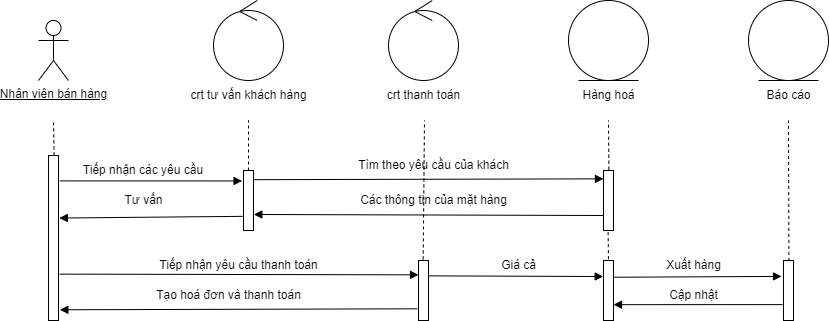 Nhân viên bán hàng
crt tư vấn khách hàng
crt thanh toán
Hàng hoá
Báo cáo
Tiếp nhận các yêu cầu
Tìm theo yêu cầu của khách
Tư vấn
Các thông tin của mặt hàng
Tiếp nhận yêu cầu thanh toán
Giá cả
Xuất hàng
Tạo hoá đơn và thanh toán
Cập nhật